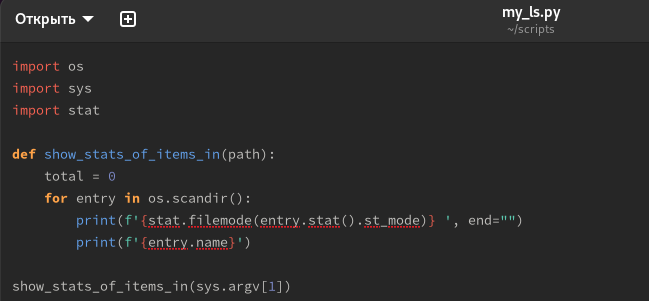 Открыть
my_ls.py
~/scripts
import os
import sys
import stat
def show_stats_of_items_in(path):
    total = 0
    for entry in os.scandir():
        print(f'{stat.filemode(entry.stat().st_mode)} ', end="")
        print(f'{entry.name}')
show_stats_of_items_in(sys.argv[1])